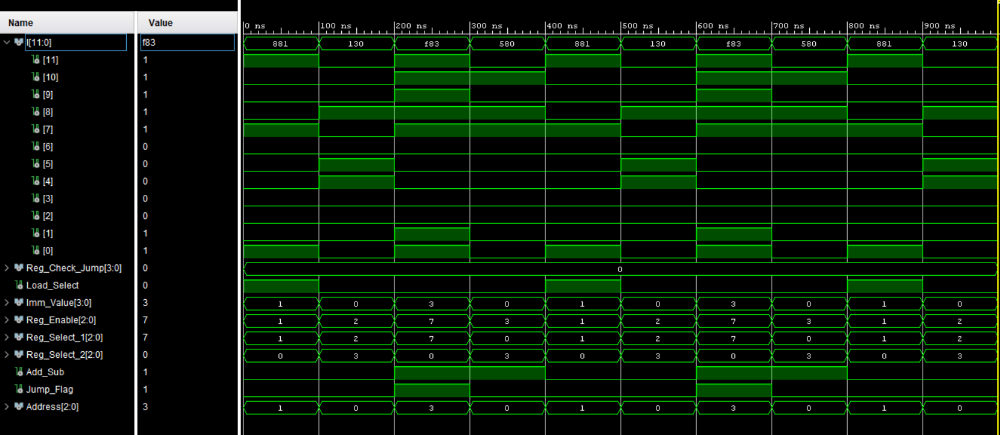 Name Value 0 ns 100 ns 200 ns 300 ns 400 ns 500 ns 600 ns 700 ns 800 ns 900 ns
I[11:0] f83 881 130 f83 580 881 130 f83 580 881 130
[11] 1
[10] 1
[9] 1
[8] 1
[7] 1
[6] 0
[5] 0
[4] 0
[3] 0
[2] 0
[1] 1
[0] 1
Reg_Check_Jump[3:0] 0 0
Load_Select 0
Imm_Value[3:0] 3 1 0 3 0 1 0 3 0 1 0
Reg_Enable[2:0] 7 1 2 7 3 1 2 7 3 1 2
Reg_Select_1[2:0] 7 1 2 7 0 1 2 7 0 1 2
Reg_Select_2[2:0] 0 0 3 0 3 0 3 0 3 0 3
Add_Sub 1
Jump_Flag 1
Address[2:0] 3 1 0 3 0 1 0 3 0 1 0